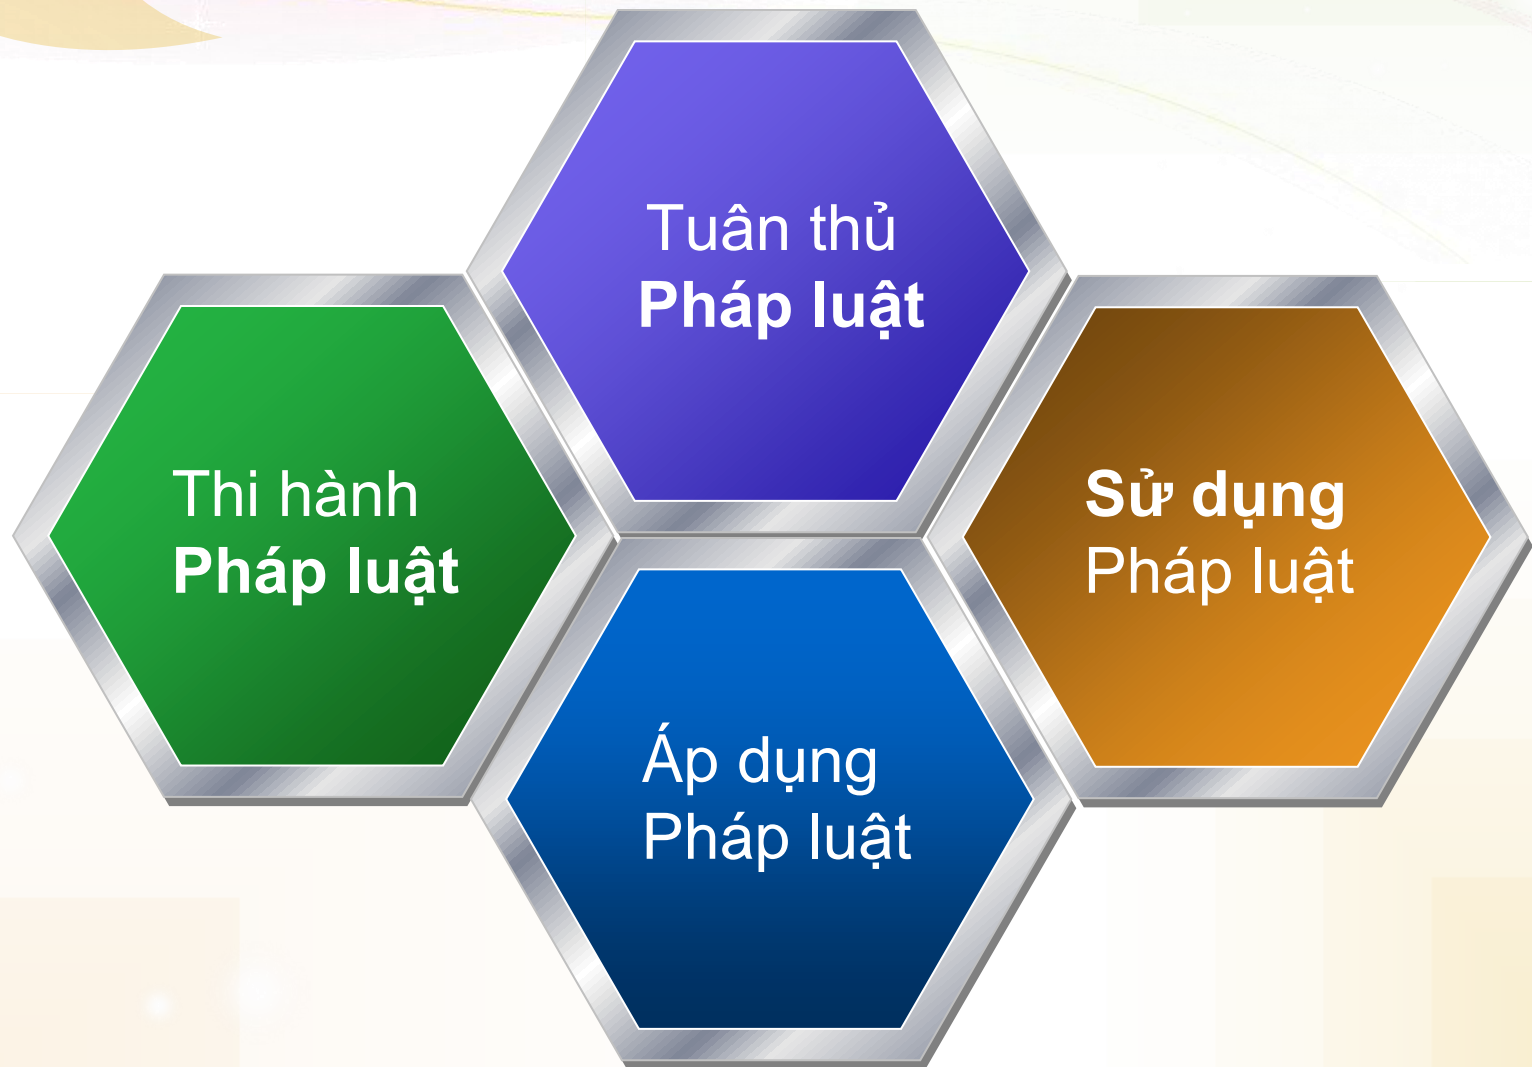 Tuân thủ
Pháp luật
Thi hành
Pháp luật
Sử dụng
Pháp luật
Áp dụng
Pháp luật